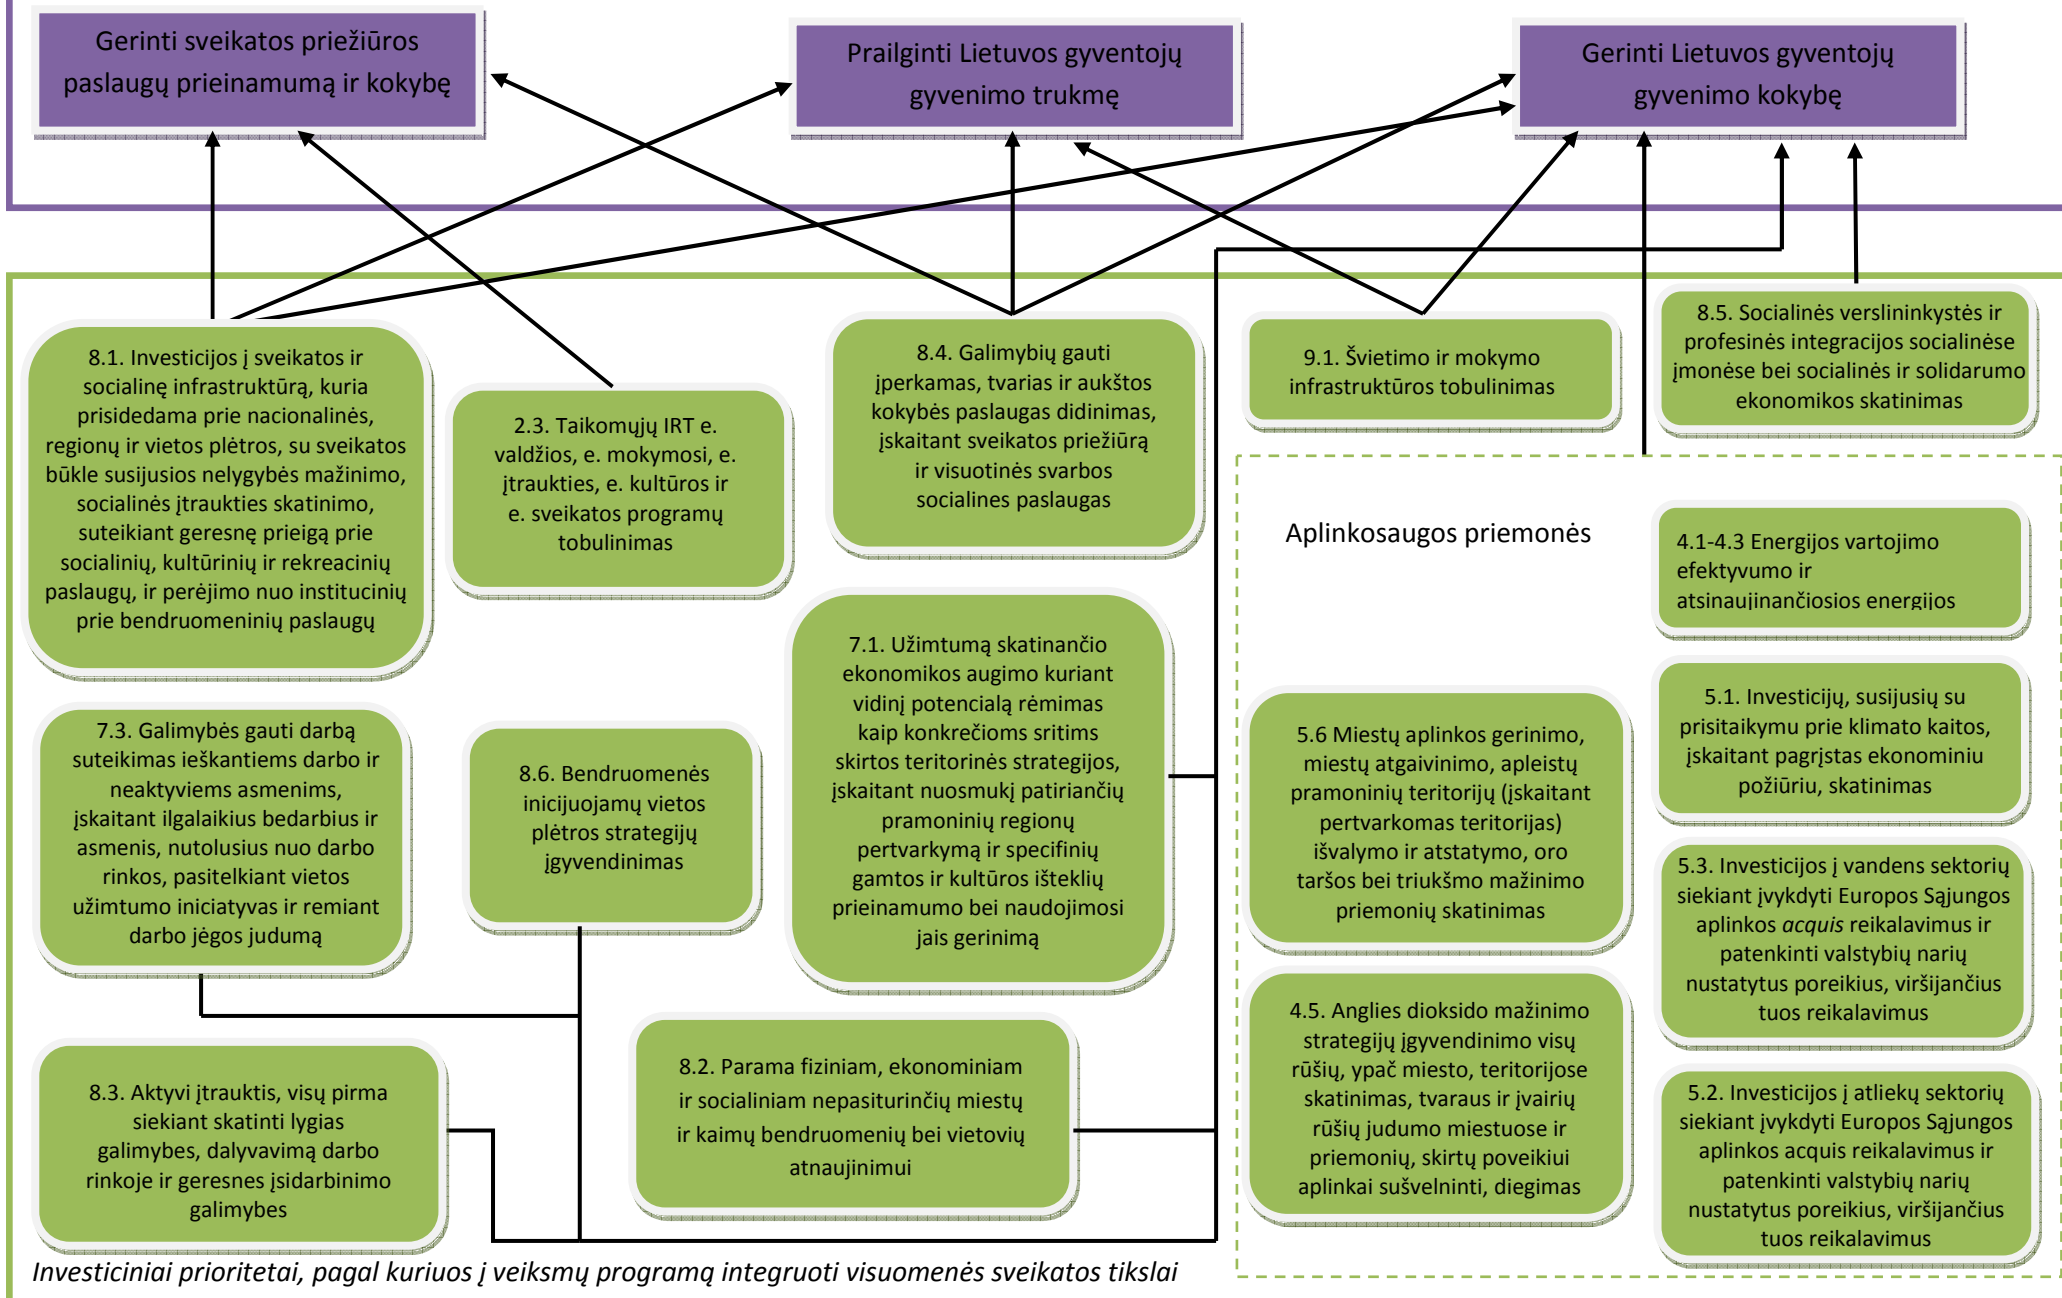 Gerinti sveikatos priežiūros
paslaugų prieinamumą ir kokybę
Prailginti Lietuvos gyventojų
gyvenimo trukmę
Gerinti Lietuvos gyventojų
gyvenimo kokybę
8.1. Investicijos į sveikatos ir
socialinę infrastruktūrą, kuria
prisidedama prie nacionalinės,
regionų ir vietos plėtros, su sveikatos
būkle susijusios nelygybės mažinimo,
socialinės įtraukties skatinimo,
suteikiant geresnę prieigą prie
socialinių, kultūrinių ir rekreacinių
paslaugų, ir perėjimo nuo institucinių
prie bendruomeninių paslaugų
2.3. Taikomųjų IRT e.
valdžios, e. mokymosi, e.
įtraukties, e. kultūros ir
e. sveikatos programų
tobulinimas
8.4. Galimybių gauti
įperkamas, tvarias ir aukštos
kokybės paslaugas didinimas,
įskaitant sveikatos priežiūrą
ir visuotinės svarbos
socialines paslaugas
9.1. Švietimo ir mokymo
infrastruktūros tobulinimas
8.5. Socialinės verslininkystės ir
profesinės integracijos socialinėse
įmonėse bei socialinės ir solidarumo
ekonomikos skatinimas
Aplinkosaugos priemonės
4.1-4.3 Energijos vartojimo
efektyvumo ir
atsinaujinančiosios energijos
7.3. Galimybės gauti darbą
suteikimas ieškantiems darbo ir
neaktyviems asmenims,
įskaitant ilgalaikius bedarbius ir
asmenis, nutolusius nuo darbo
rinkos, pasitelkiant vietos
užimtumo iniciatyvas ir remiant
darbo jėgos judumą
8.6. Bendruomenės
inicijuojamų vietos
plėtros strategijų
įgyvendinimas
7.1. Užimtumą skatinančio
ekonomikos augimo kuriant
vidinį potencialą rėmimas
kaip konkrečioms sritims
skirtos teritorinės strategijos,
įskaitant nuosmukį patiriančių
pramoninių regionų
pertvarkymą ir specifinių
gamtos ir kultūros išteklių
prieinamumo bei naudojimosi
jais gerinimą
5.6 Miestų aplinkos gerinimo,
miestų atgaivinimo, apleistų
pramoninių teritorijų (įskaitant
pertvarkomas teritorijas)
išvalymo ir atstatymo, oro
taršos bei triukšmo mažinimo
priemonių skatinimas
5.1. Investicijų, susijusių su
prisitaikymu prie klimato kaitos,
įskaitant pagrįstas ekonominiu
požiūriu, skatinimas
5.3. Investicijos į vandens sektorių
siekiant įvykdyti Europos Sąjungos
aplinkos acquis reikalavimus ir
patenkinti valstybių narių
nustatytus poreikius, viršijančius
tuos reikalavimus
8.3. Aktyvi įtrauktis, visų pirma
siekiant skatinti lygias
galimybes, dalyvavimą darbo
rinkoje ir geresnes įsidarbinimo
galimybes
8.2. Parama fiziniam, ekonominiam
ir socialiniam nepasiturinčių miestų
ir kaimų bendruomenių bei vietovių
atnaujinimui
4.5. Anglies dioksido mažinimo
strategijų įgyvendinimo visų
rūšių, ypač miesto, teritorijose
skatinimas, tvaraus ir įvairių
rūšių judumo miestuose ir
priemonių, skirtų poveikiui
aplinkai sušvelninti, diegimas
5.2. Investicijos į atliekų sektorių
siekiant įvykdyti Europos Sąjungos
aplinkos acquis reikalavimus ir
patenkinti valstybių narių
nustatytus poreikius, viršijančius
tuos reikalavimus
Investiciniai prioritetai, pagal kuriuos į veiksmų programą integruoti visuomenės sveikatos tikslai